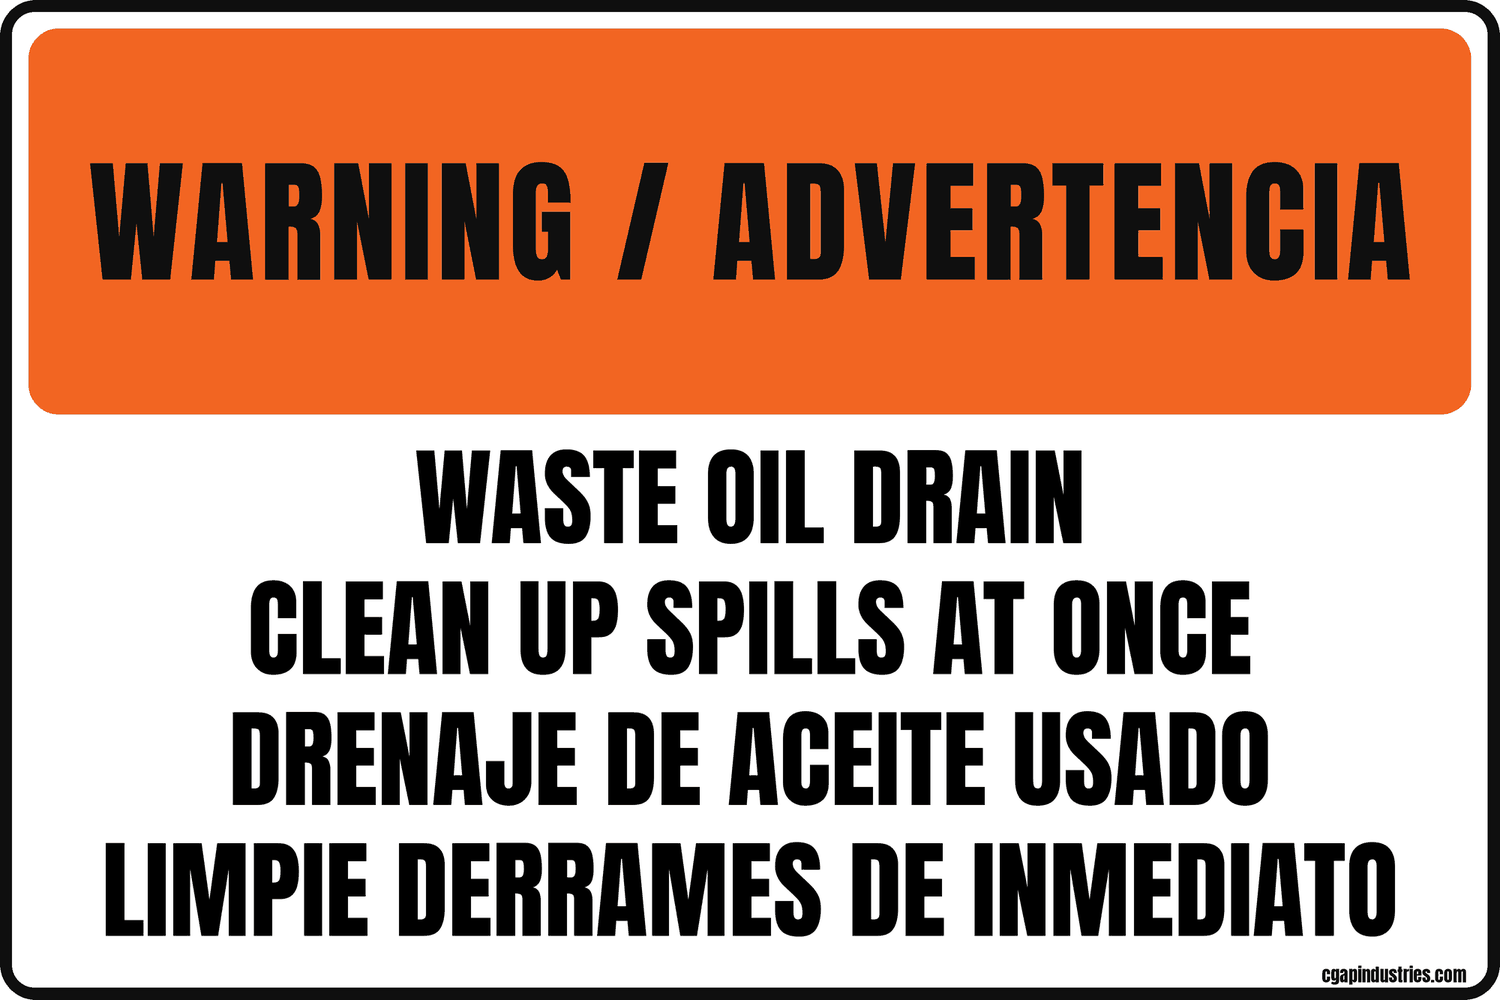 WARNING / ADVERTENCIA
WASTE OIL DRAIN
CLEAN UP SPILLS AT ONCE
DRENAJE DE ACEITE USADO
LIMPIE DERRAMES DE INMEDIATO
cgapindustries.com